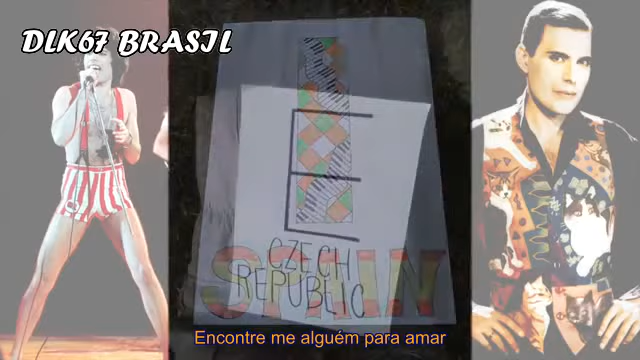 DLK67 BRASIL
CZECH
REPUBLIC
SPAIN
Encontre me alguém para amar